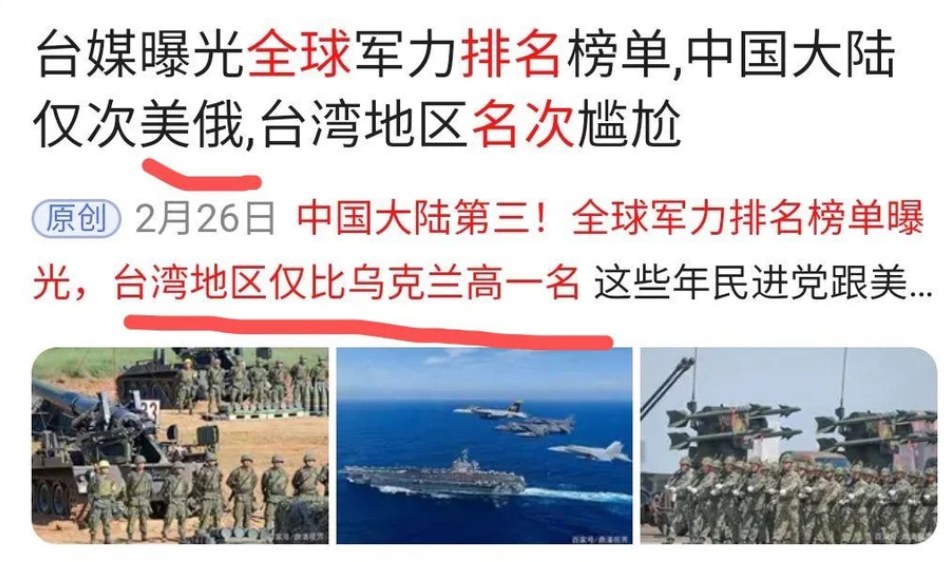 台媒曝光全球军力排名榜单,中国大陆
仅次美俄,台湾地区名次尴尬
原创 2月26日 中国大陆第三！全球军力排名榜单曝
光，台湾地区仅比乌克兰高一名 这些年民进党跟美...